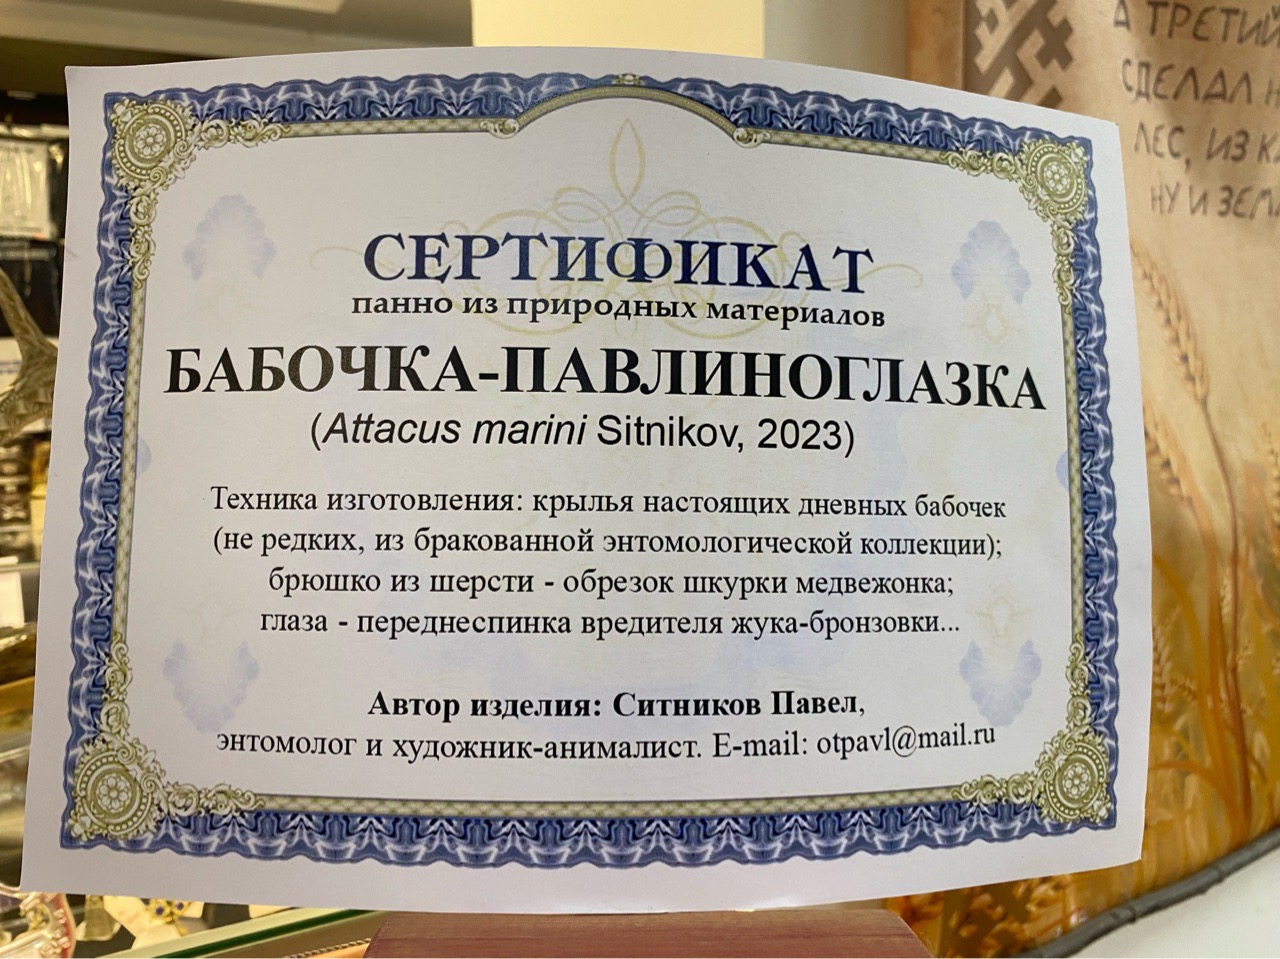 СЕРТИФИКАТ
панно из природных материалов
БАБОЧКА-ПАВЛИНОГЛАЗКА
(Attacus marini Sitnikov, 2023)
Техника изготовления: крылья настоящих дневных бабочек
(не редких, из бракованной энтомологической коллекции);
брюшко из шерсти - обрезок шкурки медвежонка;
глаза - переднеспинка вредителя жука-бронзовки...
Автор изделия: Ситников Павел,
энтомолог и художник-анималист. E-mail: otpavl@mail.ru
А ТРЕТИЙ
СДЕЛАЛ
ЛЕС, ИЗ
НУ И